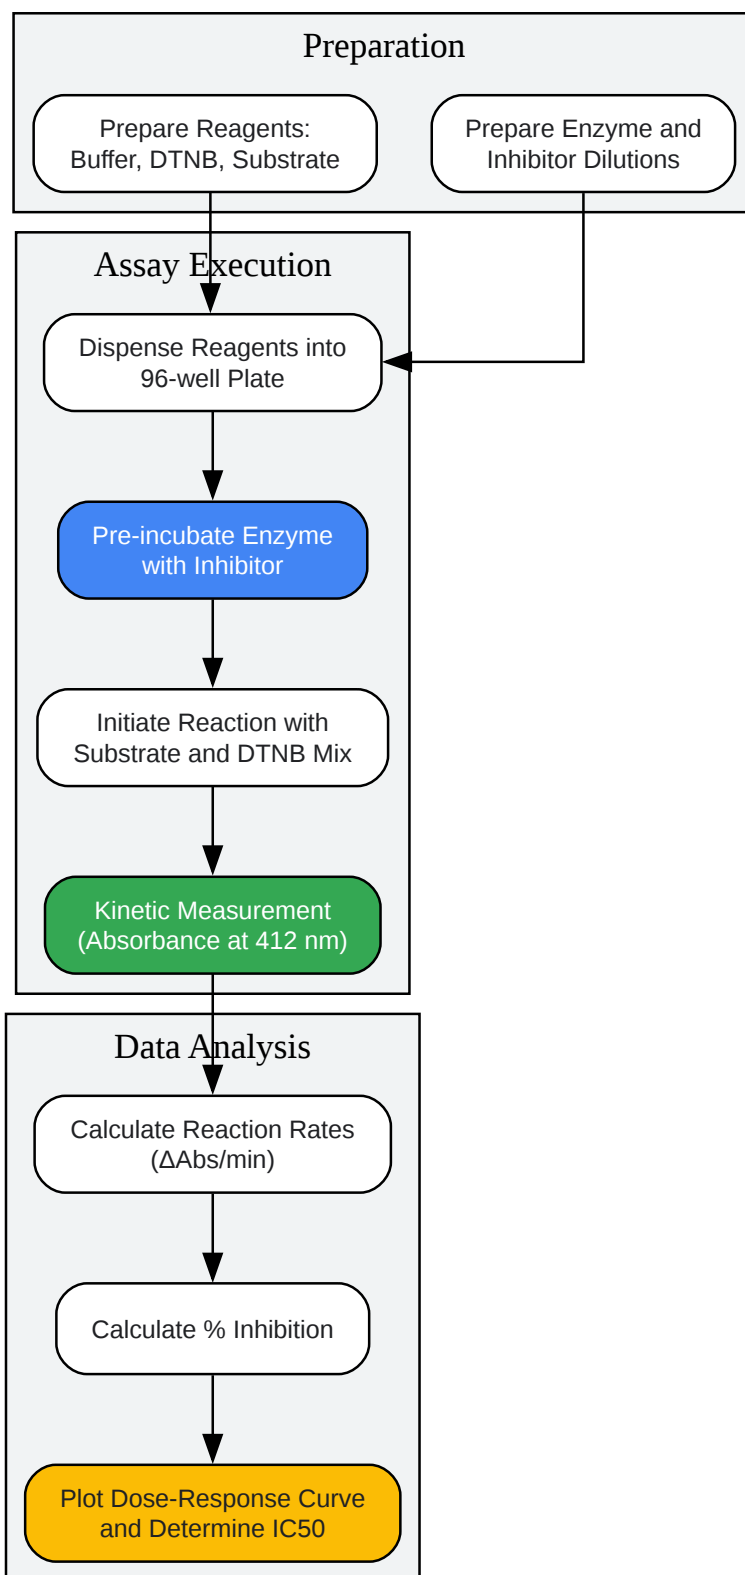 Preparation
Prepare Reagents:
Buffer, DTNB, Substrate
Prepare Enzyme and
Inhibitor Dilutions
Assay Execution
Dispense Reagents into
96-well Plate
Pre-incubate Enzyme
with Inhibitor
Initiate Reaction with
Substrate and DTNB Mix
Kinetic Measurement
(Absorbance at 412 nm)
Data Analysis
Calculate Reaction Rates
(ΔAbs/min)
Calculate % Inhibition
Plot Dose-Response Curve
and Determine IC50